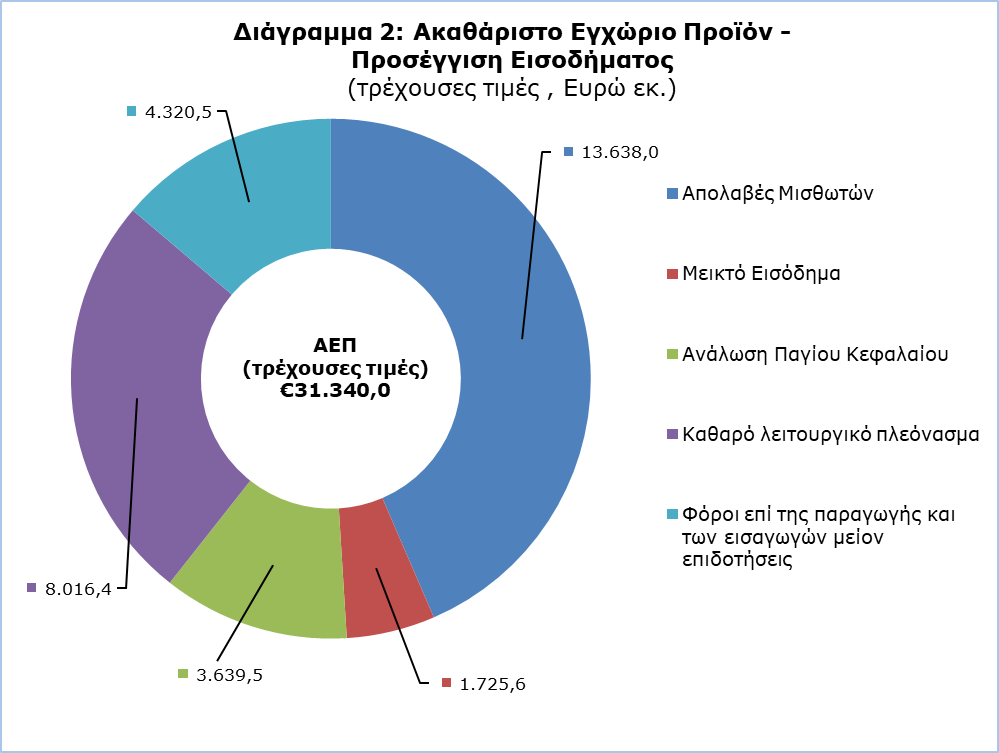 Διάγραμμα 2: Ακαθάριστο Εγχώριο Προϊόν –
Προσέγγιση Εισοδήματος
(τρέχουσες τιμές , Ευρώ εκ.)
4.320,5
13.638,0
Απολαβές Μισθωτών
Μεικτό Εισόδημα
Ανάλωση Παγίου Κεφαλαίου
Καθαρό λειτουργικό πλεόνασμα
Φόροι επί της παραγωγής και
των εισαγωγών μείον
επιδοτήσεις
ΑΕΠ
(τρέχουσες τιμές)
€31.340,0
8.016,4
3.639,5
1.725,6